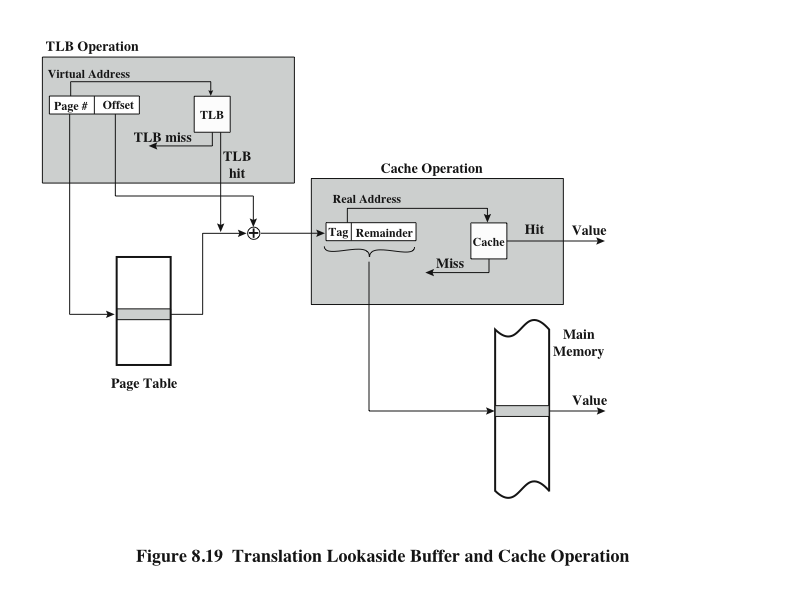 TLB Operation
Virtual Address
Page #
Offset
TLB
TLB miss
TLB
hit
Cache Operation
Real Address
Tag
Remainder
Cache
Hit
Value
Miss
Page Table
Main
Memory
Value
Figure 8.19 Translation Lookaside Buffer and Cache Operation